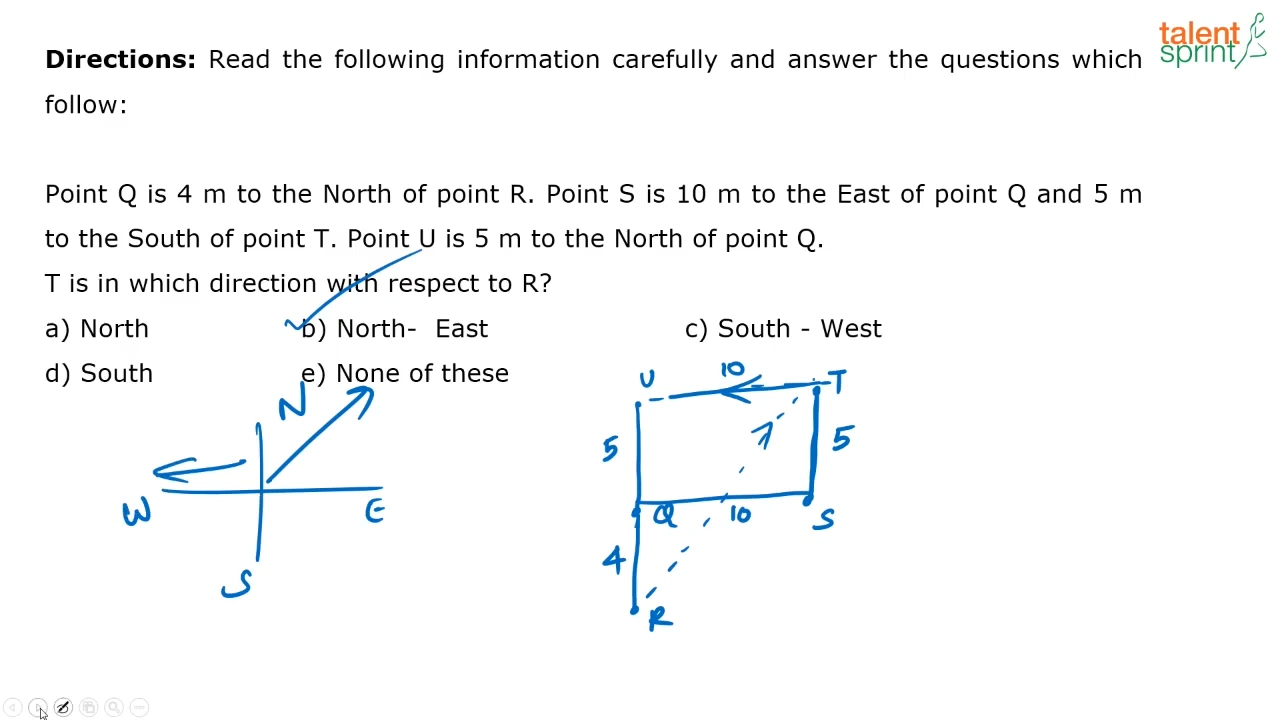 talent
sprint
Directions: Read the following information carefully and answer the questions which
follow:
Point Q is 4 m to the North of point R. Point S is 10 m to the East of point Q and 5 m
to the South of point T. Point U is 5 m to the North of point Q.
T is in which direction with respect to R?
a) North b) North- East c) South - West
d) South e) None of these
N
W E
S
U 10 T
5 5
Q 10 S
4
R